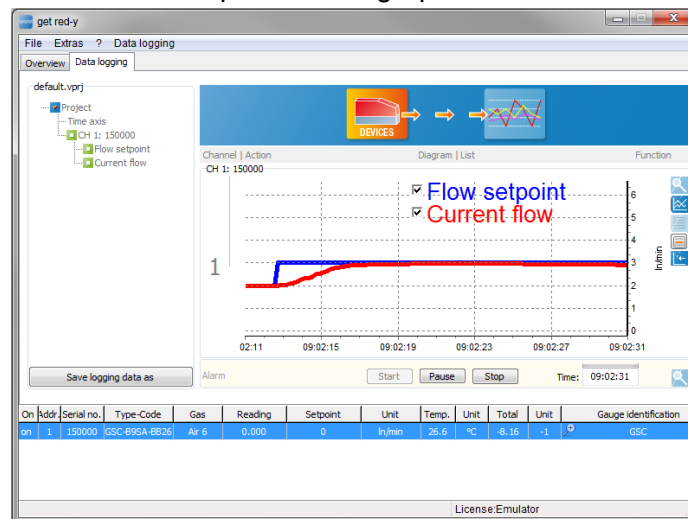 get red-y
File Extras ? Data logging
Overview Data logging
default.vprj
Project
Time axis
CH 1: 150000
Flow setpoint
Current flow
Save logging data as
DEVICES
Channel | Action Diagram | List Function
CH 1: 150000
Flow setpoint
Current flow
1
6
5
4
3
2
1
0
ln/min
02:11 09:02:15 09:02:19 09:02:23 09:02:27 09:02:31
Alarm Start Pause Stop Time: 09:02:31
On Addr. Serial no. Type-Code Gas Reading Setpoint Unit Temp. Unit Total Unit Gauge identification
on 1 150000 GSC-B9SA-BB26 Air 6 0.000 0 ln/min 26.6 °C -8.16 -1 GSC
License:Emulator